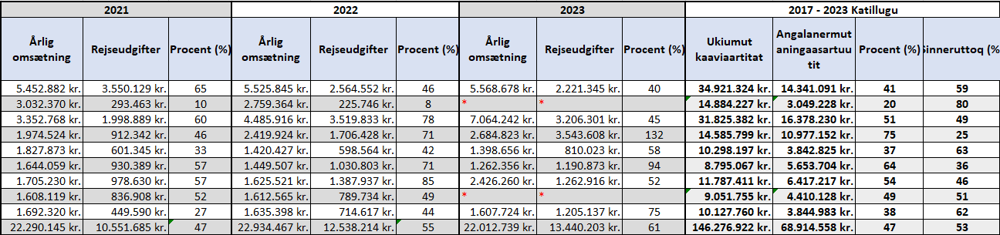 2021 2022 2023 2017 - 2023 Katillugu
Årlig omsætning Rejseudgifter Procent (%) Årlig omsætning Rejseudgifter Procent (%) Årlig omsætning Rejseudgifter Procent (%) Ukiumut kaaviaartitat Angalanermut aningaasartuutit Procent (%) Sinneruttoq (%
5.452.882 kr. 3.550.129 kr. 65 5.525.845 kr. 2.564.552 kr. 46 5.568.678 kr. 2.221.345 kr. 40 34.921.324 kr. 14.341.091 kr. 41 59
3.032.370 kr. 293.463 kr. 10 2.759.364 kr. 225.746 kr. 8 * * 14.884.227 kr. 3.049.228 kr. 20 80
3.352.768 kr. 1.998.889 kr. 60 4.485.916 kr. 3.519.833 kr. 78 7.064.242 kr. 3.206.301 kr. 45 31.825.382 kr. 16.378.230 kr. 51 49
1.974.524 kr. 912.342 kr. 46 2.419.924 kr. 1.706.428 kr. 71 2.684.823 kr. 3.543.608 kr. 132 14.585.799 kr. 10.977.152 kr. 75 25
1.827.873 kr. 601.345 kr. 33 1.420.427 kr. 598.564 kr. 42 1.398.656 kr. 810.023 kr. 58 10.298.197 kr. 3.842.825 kr. 37 63
1.644.059 kr. 930.389 kr. 57 1.449.507 kr. 1.030.803 kr. 71 1.262.356 kr. 1.190.873 kr. 94 8.795.067 kr. 5.653.704 kr. 64 36
1.705.230 kr. 978.630 kr. 57 1.625.521 kr. 1.387.937 kr. 85 2.426.260 kr. 1.262.916 kr. 52 11.787.411 kr. 6.417.217 kr. 54 46
1.608.119 kr. 836.908 kr. 52 1.612.565 kr. 789.734 kr. 49 * * 9.051.755 kr. 4.410.128 kr. 49 51
1.692.320 kr. 449.590 kr. 27 1.635.398 kr. 714.617 kr. 44 1.607.724 kr. 1.205.137 kr. 75 10.127.760 kr. 3.844.983 kr. 38 62
22.290.145 kr. 10.551.685 kr. 47 22.934.467 kr. 12.538.214 kr. 55 22.012.739 kr. 13.440.203 kr. 61 146.276.922 kr. 68.914.558 kr. 47 53